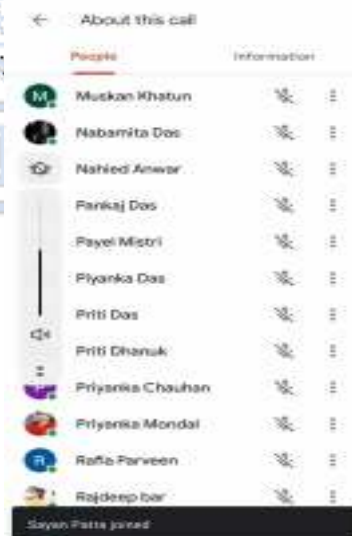 About this call
People Information
M Muskan Khatun
Nabamita Das
Nahied Anwar
Pankaj Das
Payel Mistri
Piyanka Das
Priti Das
Priti Dhanuk
Priyanka Chauhan
Priyanka Mondal
R Rafia Parveen
Rajdeep bar
Sayan Patta joined